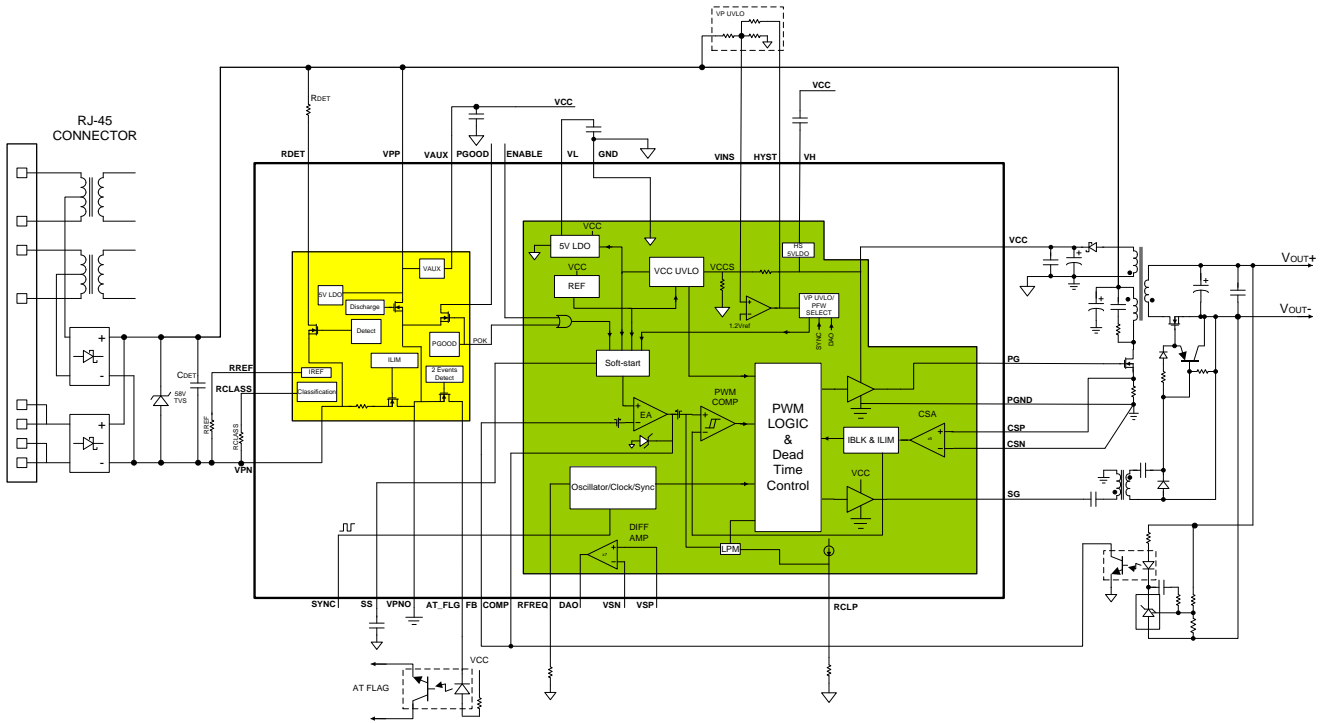 VP UVLO
RJ-45
CONNECTOR
RDET
VCC
VCC
RDET
VPP
VAUX
PGOOD
ENABLE
VL
GND
VINS
HYST
VH
VCC
VOUT+
VOUT-
VAUX
5V LDO
Discharge
Detect
PGOOD
POK
ILIM
IREF
2 Events
Detect
Classification
5V LDO
VCC
VCC
REF
VCC UVLO
VCCS
HS
5VLDO
1.2Vref
VP UVLO/
PFW
SELECT
SYNC
DAO
Soft-start
EA
PWM
COMP
PWM
LOGIC
&
Dead
Time
Control
CSA
IBLK & ILIM
x5
VCC
Oscillator/Clock/Sync
DIFF
AMP
x7
LPM
RREF
RCLASS
CDET
58V
TVS
RREF
RCLASS
VPN
PG
PGND
CSP
CSN
SG
SYNC
SS
VPNO
AT_FLG
FB
COMP
RFREQ
DAO
VSN
VSP
RCLP
VCC
AT FLAG